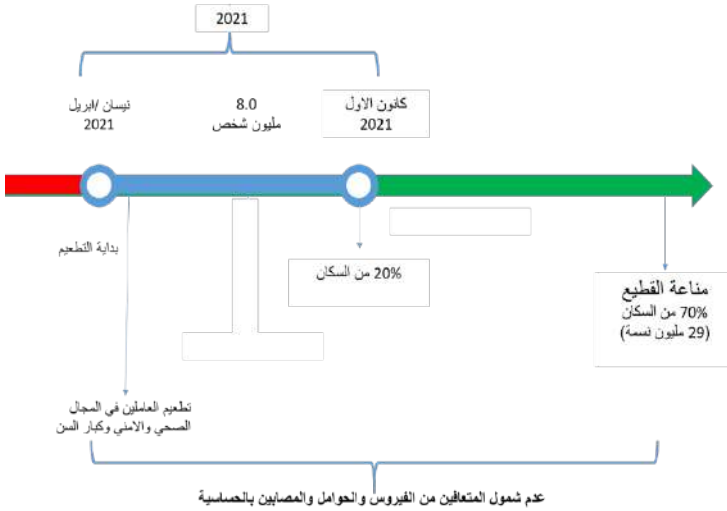 2021
نيسان /ابريل
2021
8.0
مليون شخص
كانون الاول
2021
بداية التطعيم
20% من السكان
مناعة القطيع
70% من السكان
(29 مليون نسمة)
تطعيم العاملين في المجال
الصحي والامني وكبار السن
عدم شمول المتعافين من الفيروس والحوامل والمصابين بالحساسية